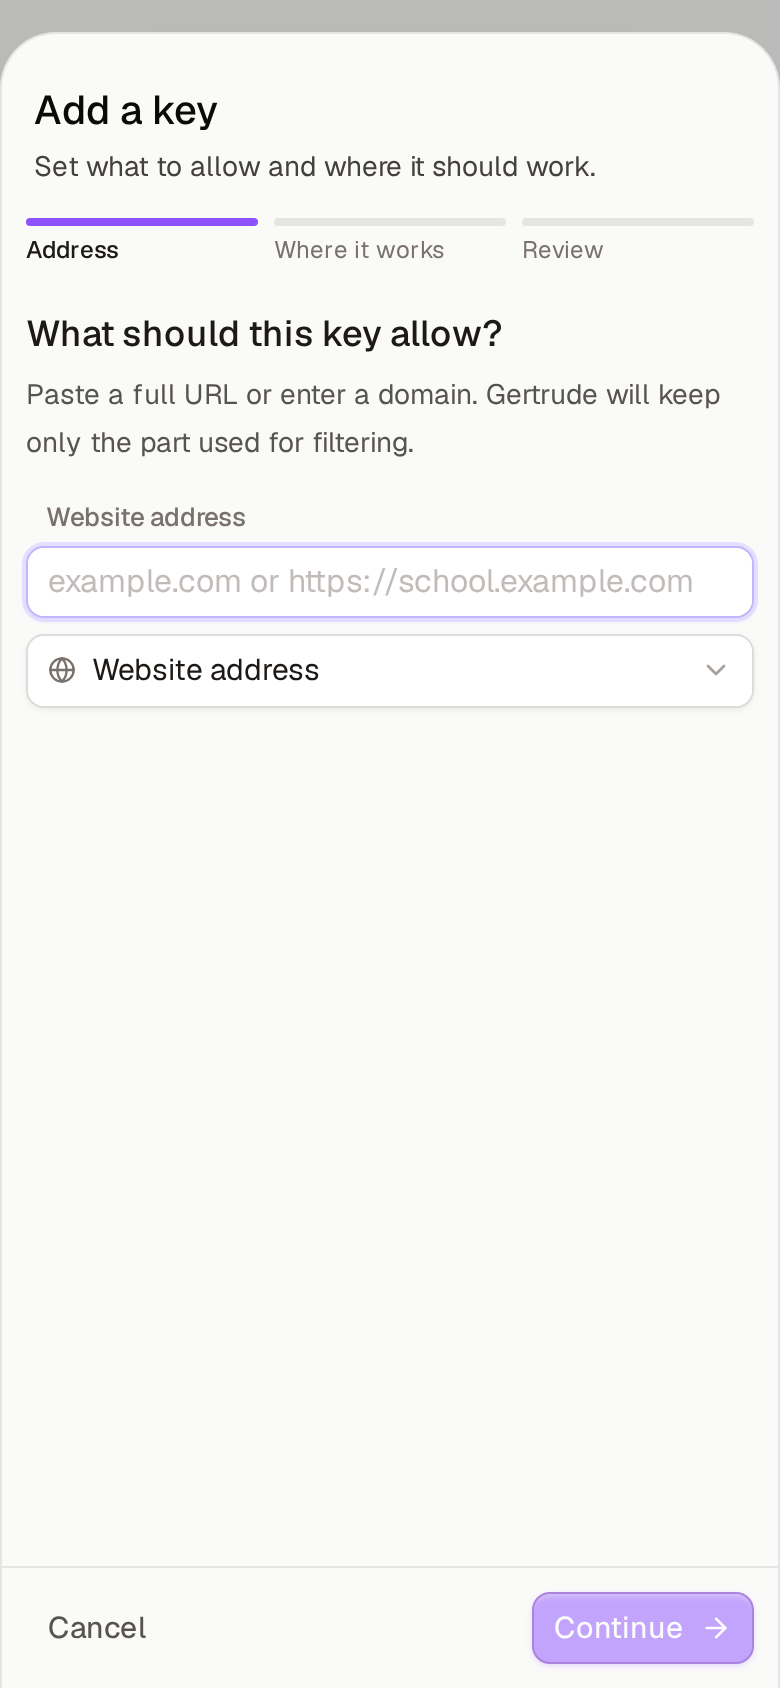 Add a key
Set what to allow and where it should work.
Address
Where it works
Review
What should this key allow?
Paste a full URL or enter a domain. Gertrude will keep
only the part used for filtering.
Website address
example.com or https://school.example.com
Website address
Cancel
Continue